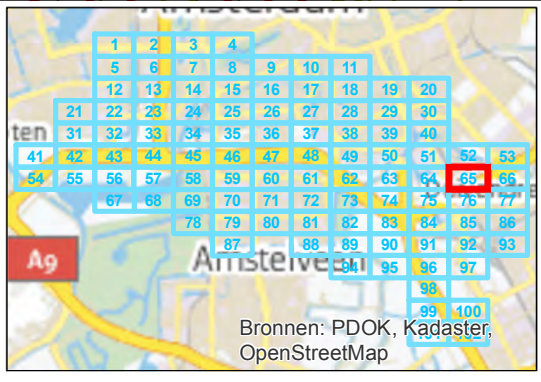 Amsterdam
1 2 3 4
5 6 7 8 9 10 11
12 13 14 15 16 17 18 19 20
21 22 23 24 25 26 27 28 29 30
ten 31 32 33 34 35 36 37 38 39 40
41 42 43 44 45 46 47 48 49 50 51 52 53
54 55 56 57 58 59 60 61 62 63 64 65 66
67 68 69 70 71 72 73 74 75 76 77
78 79 80 81 82 83 84 85 86
87 88 89 90 91 92 93
A9 Amstelveen
94 95 96 97
98
99 100
Bronnen: PDOK, Kadaster,
101 102
OpenStreetMap